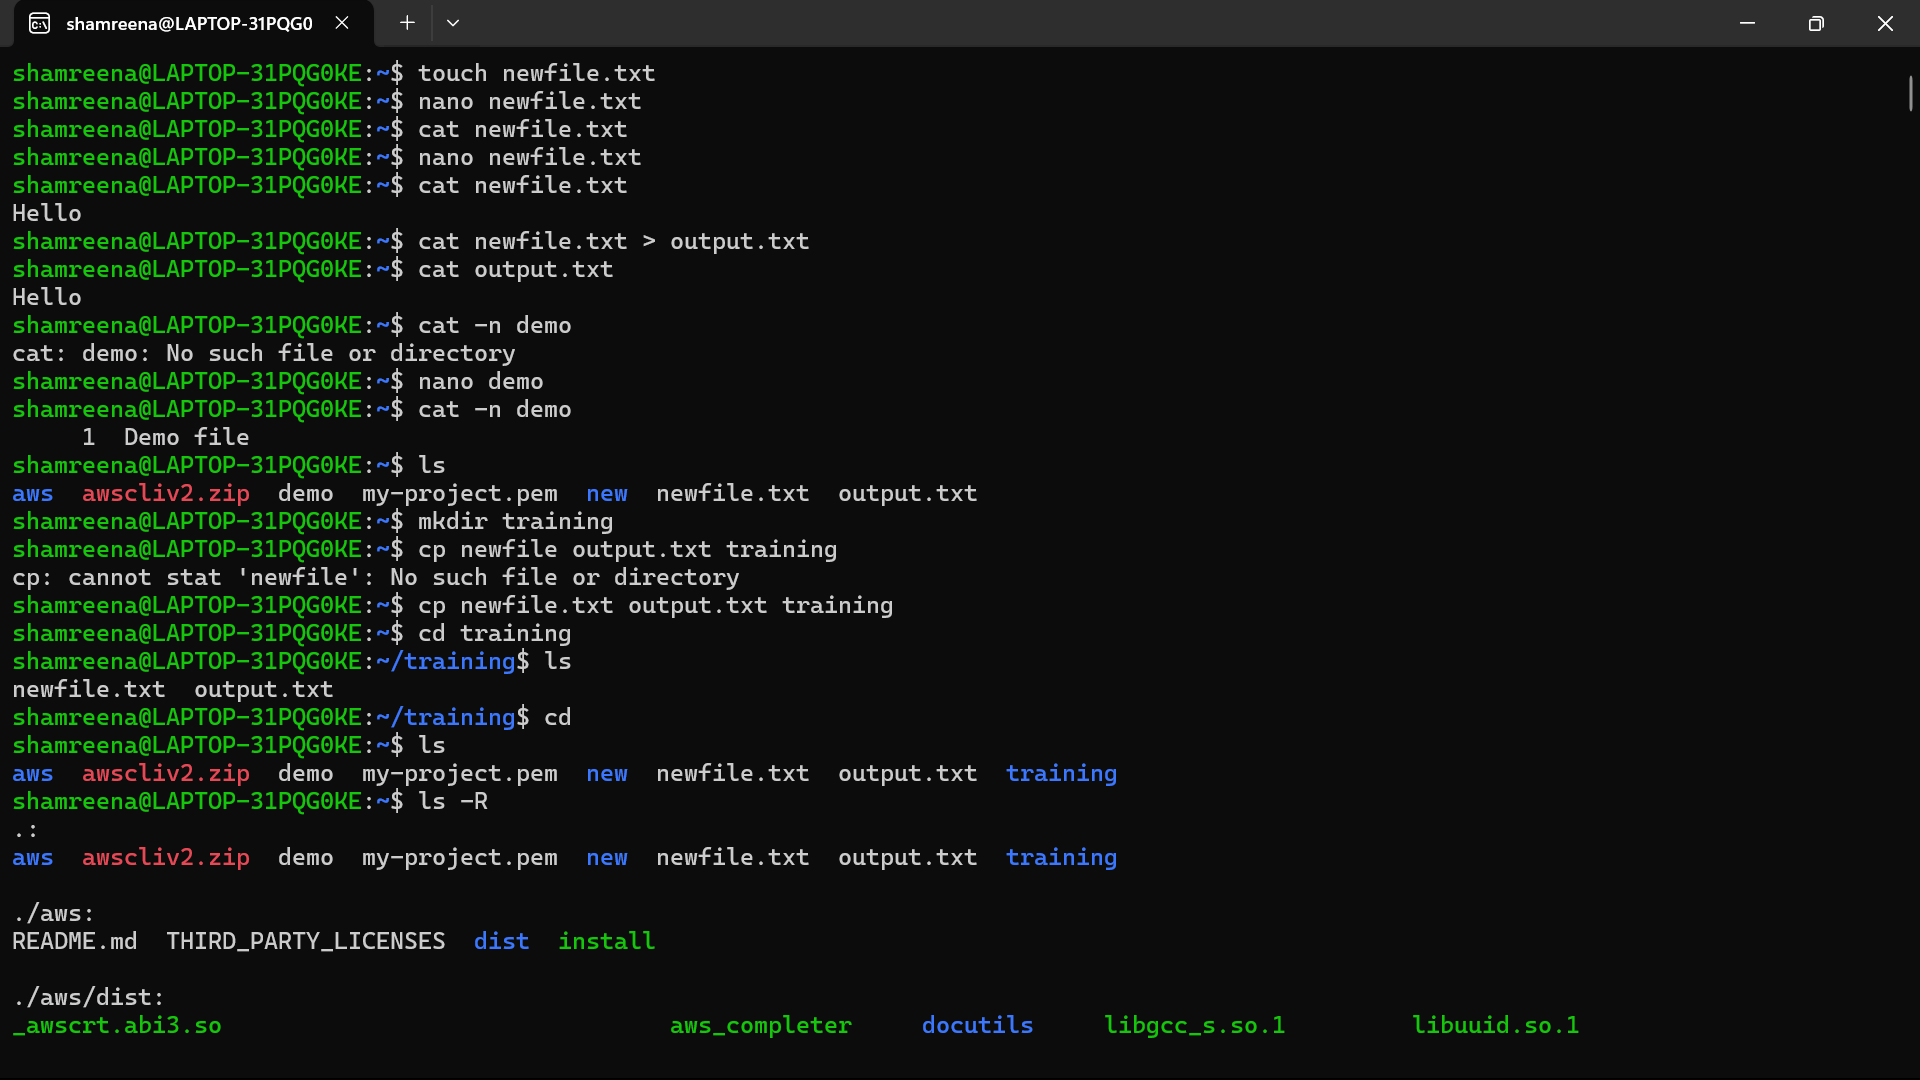 shamreena@LAPTOP-31PQG0
shamreena@LAPTOP-31PQG0KE:~$ touch newfile.txt
shamreena@LAPTOP-31PQG0KE:~$ nano newfile.txt
shamreena@LAPTOP-31PQG0KE:~$ cat newfile.txt
shamreena@LAPTOP-31PQG0KE:~$ nano newfile.txt
shamreena@LAPTOP-31PQG0KE:~$ cat newfile.txt
Hello
shamreena@LAPTOP-31PQG0KE:~$ cat newfile.txt > output.txt
shamreena@LAPTOP-31PQG0KE:~$ cat output.txt
Hello
shamreena@LAPTOP-31PQG0KE:~$ cat -n demo
cat: demo: No such file or directory
shamreena@LAPTOP-31PQG0KE:~$ nano demo
shamreena@LAPTOP-31PQG0KE:~$ cat -n demo
     1  Demo file
shamreena@LAPTOP-31PQG0KE:~$ ls
aws  awscliv2.zip  demo  my-project.pem  new  newfile.txt  output.txt
shamreena@LAPTOP-31PQG0KE:~$ mkdir training
shamreena@LAPTOP-31PQG0KE:~$ cp newfile output.txt training
cp: cannot stat 'newfile': No such file or directory
shamreena@LAPTOP-31PQG0KE:~$ cp newfile.txt output.txt training
shamreena@LAPTOP-31PQG0KE:~$ cd training
shamreena@LAPTOP-31PQG0KE:~/training$ ls
newfile.txt  output.txt
shamreena@LAPTOP-31PQG0KE:~/training$ cd
shamreena@LAPTOP-31PQG0KE:~$ ls
aws  awscliv2.zip  demo  my-project.pem  new  newfile.txt  output.txt  training
shamreena@LAPTOP-31PQG0KE:~$ ls -R
.:
aws  awscliv2.zip  demo  my-project.pem  new  newfile.txt  output.txt  training
./aws:
README.md  THIRD_PARTY_LICENSES  dist  install
./aws/dist:
_awscrt.abi3.so  aws_completer  docutils  libgcc_s.so.1  libuuid.so.1